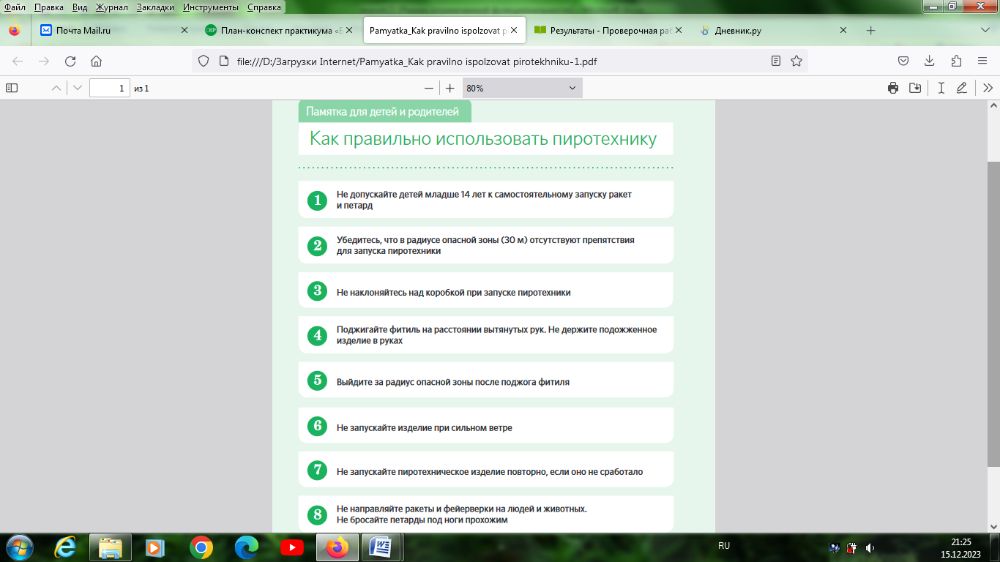 Файл Правка Вид Журнал Закладки Инструменты Справка
Почта Mail.ru
План-конспект практикума «Б
Pamyatka_Kak pravilno ispolzovat p
Результаты - Проверочная раб
Дневник.ру
file:///D:/Загрузки Internet/Pamyatka_Kak pravilno ispolzovat pirotekhniku-1.pdf
1 из 1
80%
Памятка для детей и родителей
Как правильно использовать пиротехнику
1 Не допускайте детей младше 14 лет к самостоятельному запуску ракет
и петард
2 Убедитесь, что в радиусе опасной зоны (30 м) отсутствуют препятствия
для запуска пиротехники
3 Не наклоняйтесь над коробкой при запуске пиротехники
4 Поджигайте фитиль на расстоянии вытянутых рук. Не держите подожженное
изделие в руках
5 Выйдите за радиус опасной зоны после поджога фитиля
6 Не запускайте изделие при сильном ветре
7 Не запускайте пиротехническое изделие повторно, если оно не сработало
8 Не направляйте ракеты и фейерверки на людей и животных.
Не бросайте петарды под ноги прохожим
RU
21:25
15.12.2023